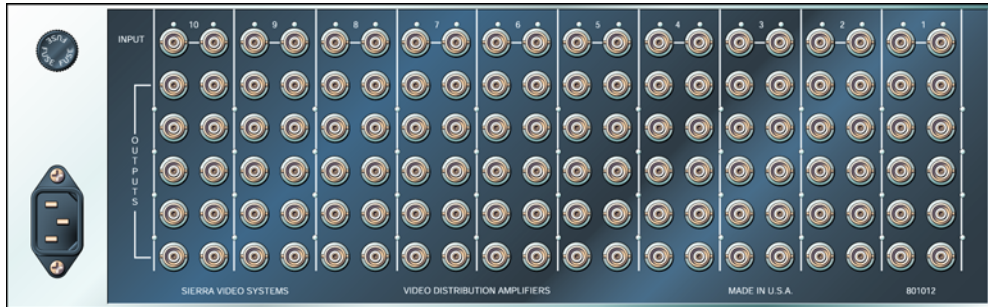 10 9 8 7 6 5 4 3 2 1
INPUT
FUSE FUSE FUSE
OUTPUTS
SIERRA VIDEO SYSTEMS VIDEO DISTRIBUTION AMPLIFIERS MADE IN U.S.A. 801012